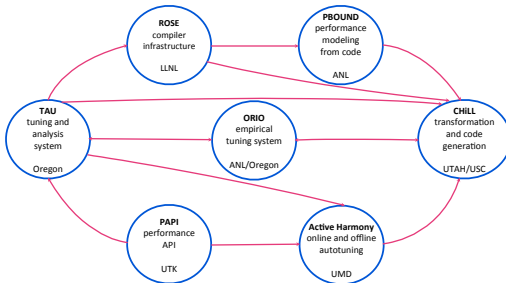 ROSE
compiler
infrastructure
LLNL
PBOUND
performance
modeling
from code
ANL
TAU
tuning and
analysis
system
Oregon
ORIO
empirical
tuning system
ANL/Oregon
CHiLL
transformation
and code
generation
UTAH/USC
PAPI
performance
API
UTK
Active Harmony
online and offline
autotuning
UMD